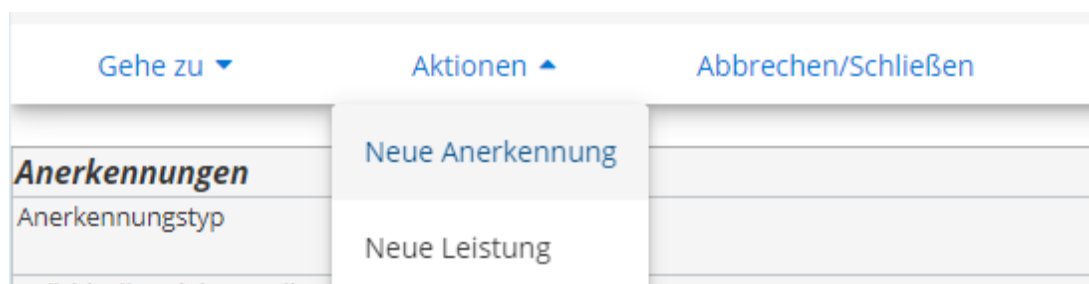 Gehe zu Aktionen Abbrechen/Schließen
Neue Anerkennung
Anerkennungen
Anerkennungstyp
Neue Leistung